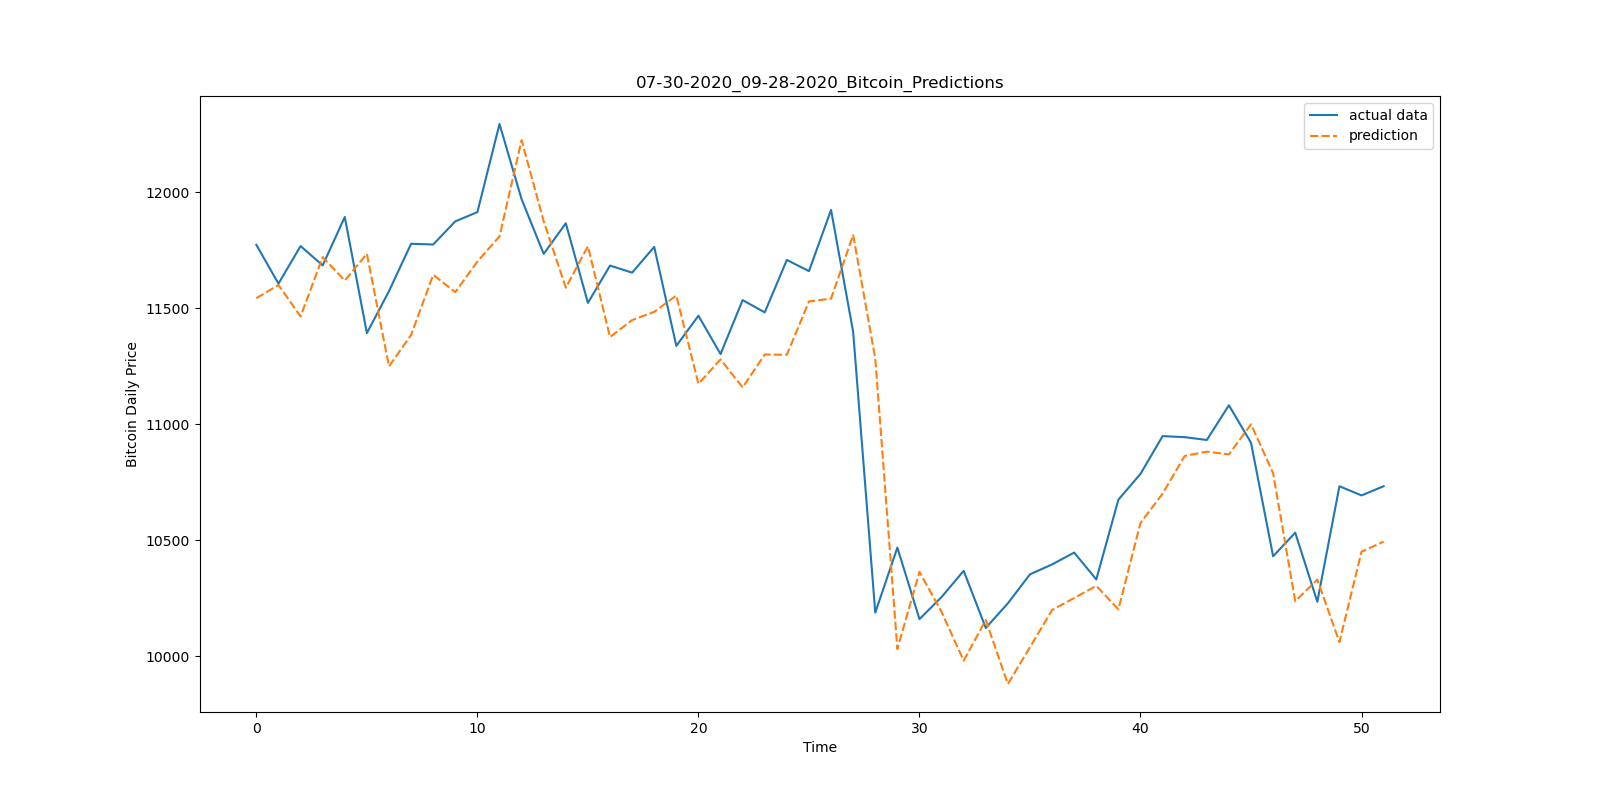 07-30-2020_09-28-2020_Bitcoin_Predictions
actual data
prediction
Bitcoin Daily Price
12000
11500
11000
10500
10000
0 10 20 30 40 50
Time